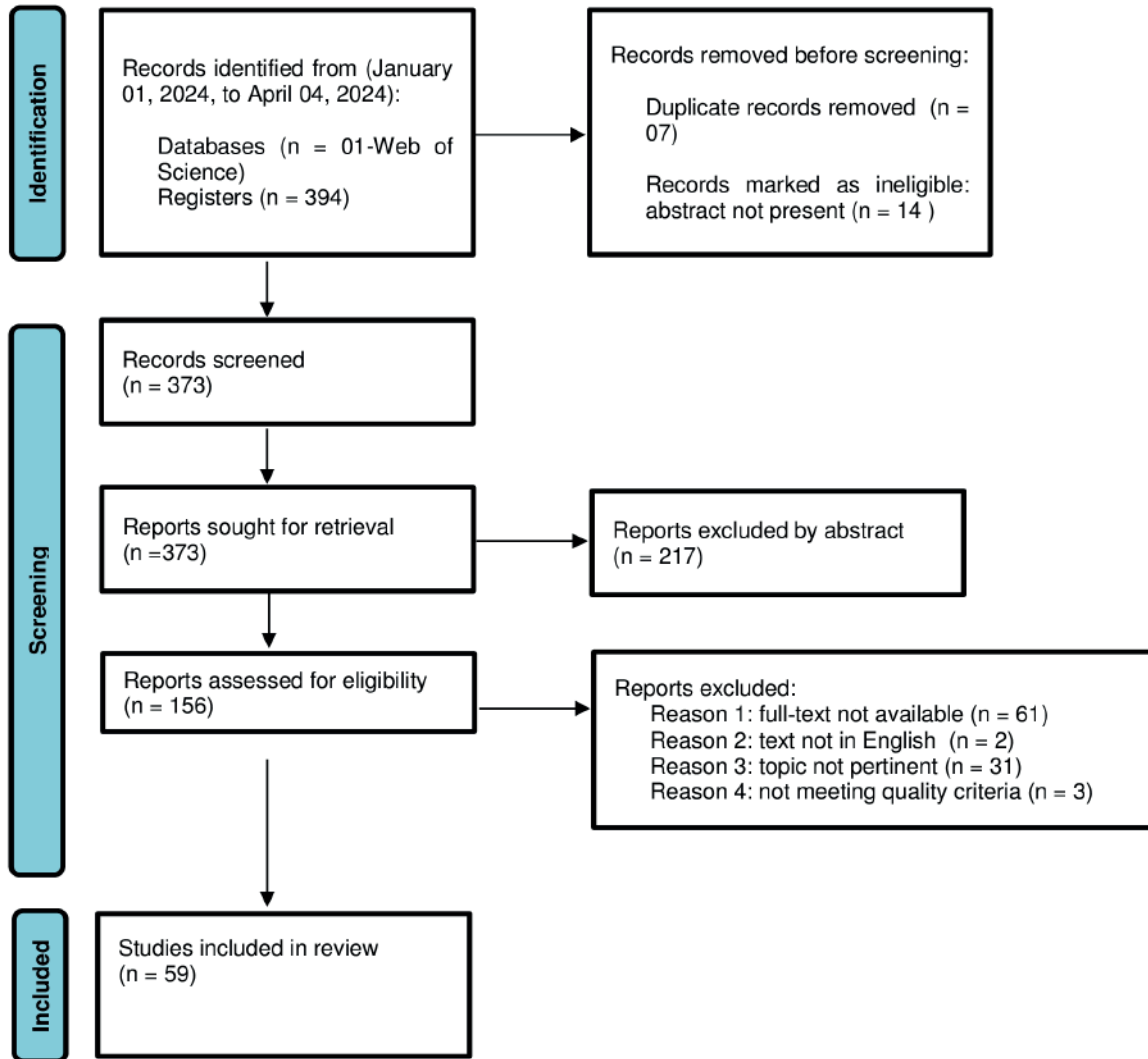 Identification
Records identified from (January
01, 2024, to April 04, 2024):
Databases (n = 01-Web of
Science)
Registers (n = 394)
Records removed before screening:
Duplicate records removed (n =
07)
Records marked as ineligible:
abstract not present (n = 14 )
Screening
Records screened
(n = 373)
Reports sought for retrieval
(n =373)
Reports excluded by abstract
(n = 217)
Reports assessed for eligibility
(n = 156)
Reports excluded:
Reason 1: full-text not available (n = 61)
Reason 2: text not in English (n = 2)
Reason 3: topic not pertinent (n = 31)
Reason 4: not meeting quality criteria (n = 3)
Included
Studies included in review
(n = 59)